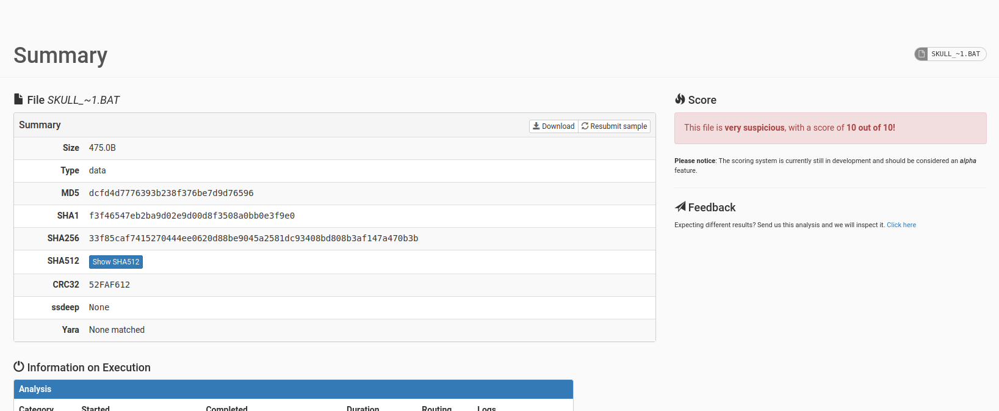 Summary
SKULL_~1.BAT
File SKULL_~1.BAT
Summary
Download
Resubmit sample
Size 475.0B
Type data
MD5 dcfd4d7776393b238f376be7d9d76596
SHA1 f3f46547eb2ba9d02e9d00d8f3508a0bb0e3f9e0
SHA256 33f85caf7415270444ee0620d88be9045a2581dc93408bd808b3af147a470b3b
SHA512 Show SHA512
CRC32 52FAF612
ssdeep None
Yara None matched
Score
This file is very suspicious, with a score of 10 out of 10!
Please notice: The scoring system is currently still in development and should be considered an alpha
feature.
Feedback
Expecting different results? Send us this analysis and we will inspect it. Click here
Information on Execution
Analysis
Category Started Completed Duration Routing Logs